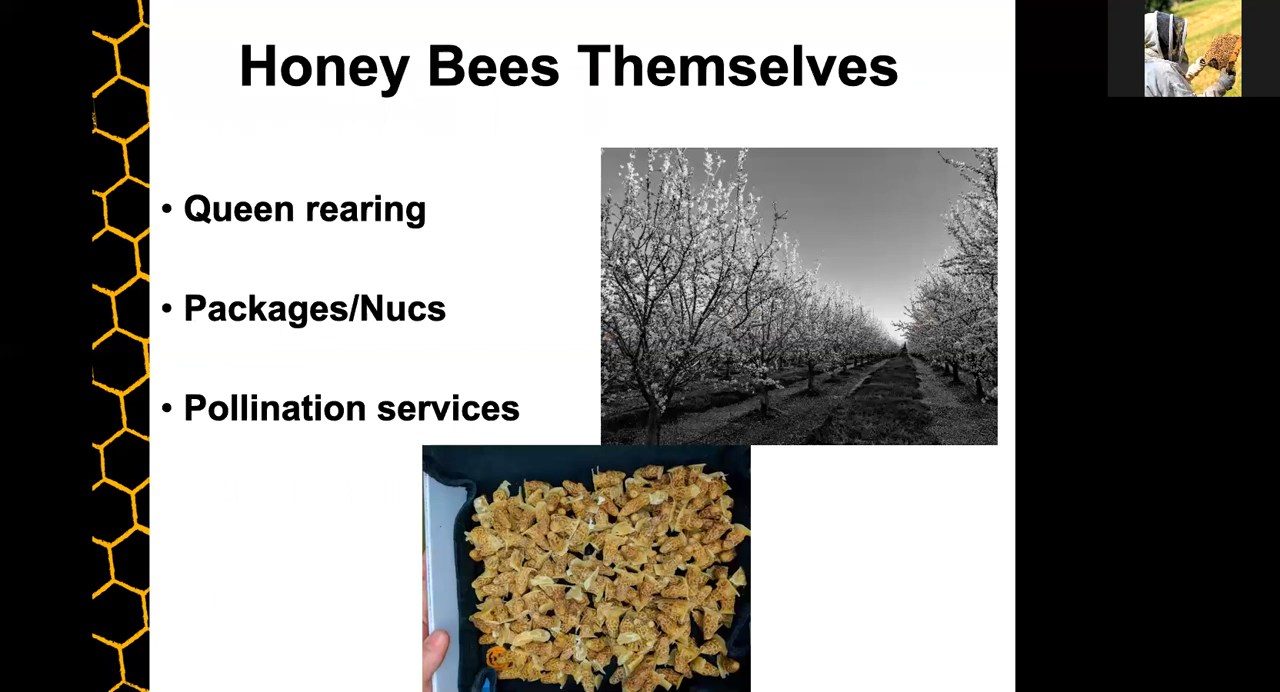 Honey Bees Themselves
• Queen rearing
• Packages/Nucs
• Pollination services